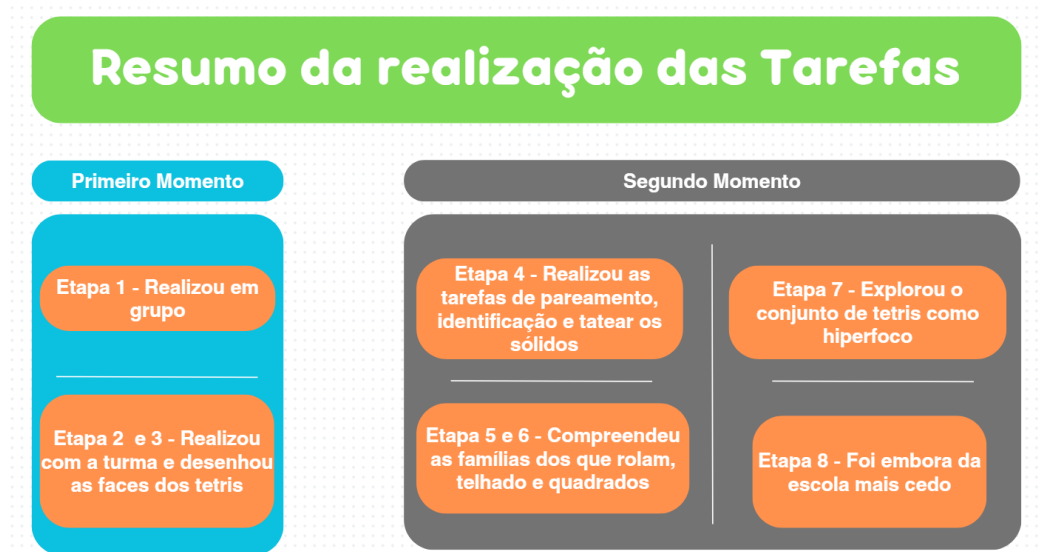 Resumo da realização das Tarefas
Primeiro Momento
Etapa 1 - Realizou em
grupo
Etapa 2 e 3 - Realizou
com a turma e desenhou
as faces dos tetris
Segundo Momento
Etapa 4 - Realizou as
tarefas de pareamento,
identificação e tatear os
sólidos
Etapa 5 e 6 - Compreendeu
as famílias dos que rolam,
telhado e quadrados
Etapa 7 - Explorou o
conjunto de tetris como
hiperfoco
Etapa 8 - Foi embora da
escola mais cedo